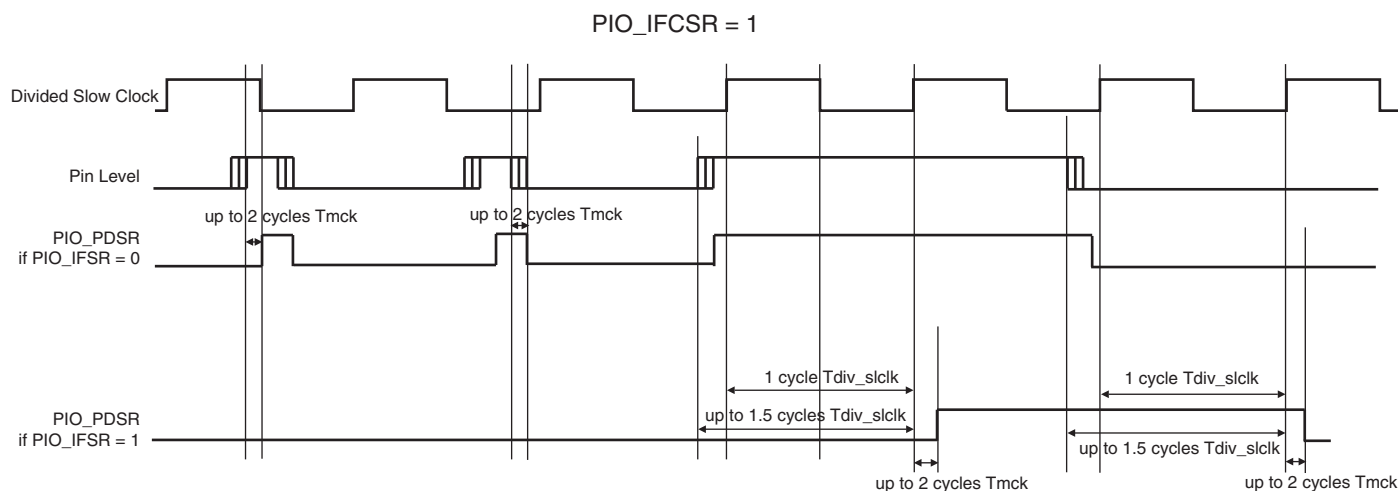 PIO_IFCSR = 1
Divided Slow Clock
Pin Level
up to 2 cycles Tmck
up to 2 cycles Tmck
PIO_PDSR
if PIO_IFSR = 0
1 cycle Tdiv_slclk
1 cycle Tdiv_slclk
up to 1.5 cycles Tdiv_slclk
PIO_PDSR
if PIO_IFSR = 1
up to 1.5 cycles Tdiv_slclk
up to 2 cycles Tmck
up to 2 cycles Tmck